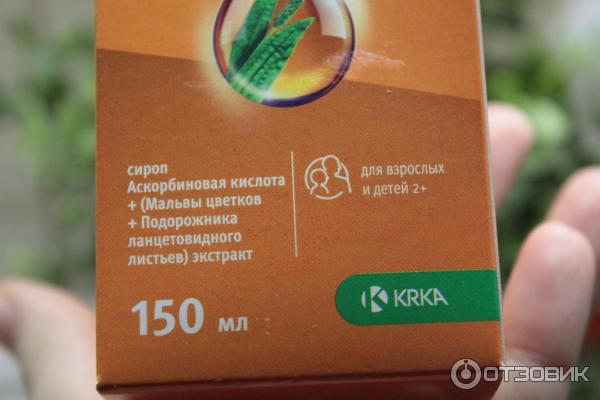 сироп
Аскорбиновая кислота
+ (Мальвы цветков
+ Подорожника
ланцетовидного
листьев) экстракт
для взрослых
и детей 2+
150 мл
KRKA
ОТЗОВИК